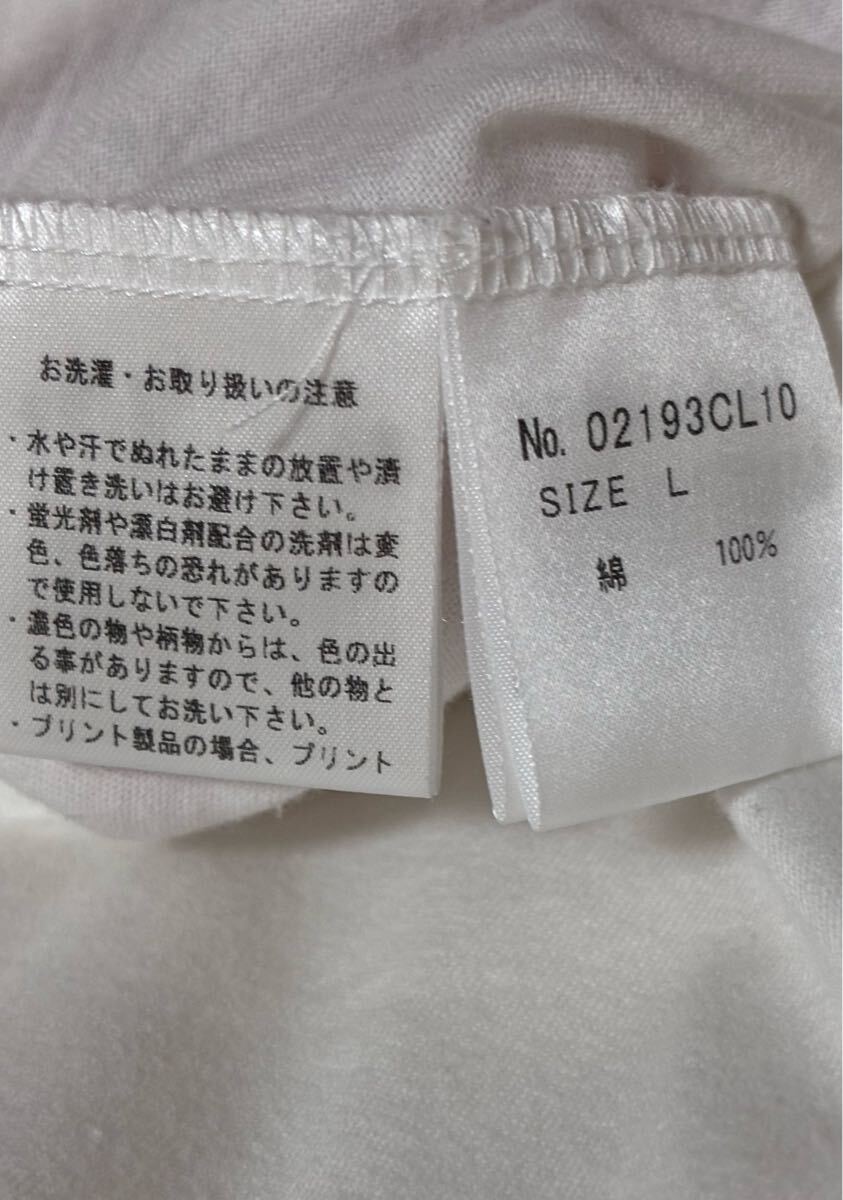 お洗濯・お取り扱いの注意
・水や汗でぬれたままの放置や漬
け置き洗いはお避け下さい。
・蛍光剤や漂白剤配合の洗剤は変
色、色落ちの恐れがありますの
で使用しないで下さい。
・濃色の物や柄物からは、色の出
る事がありますので、他の物と
は別にしてお洗い下さい。
・プリント製品の場合、プリント
No. 02193CL10
SIZE L
綿 100%